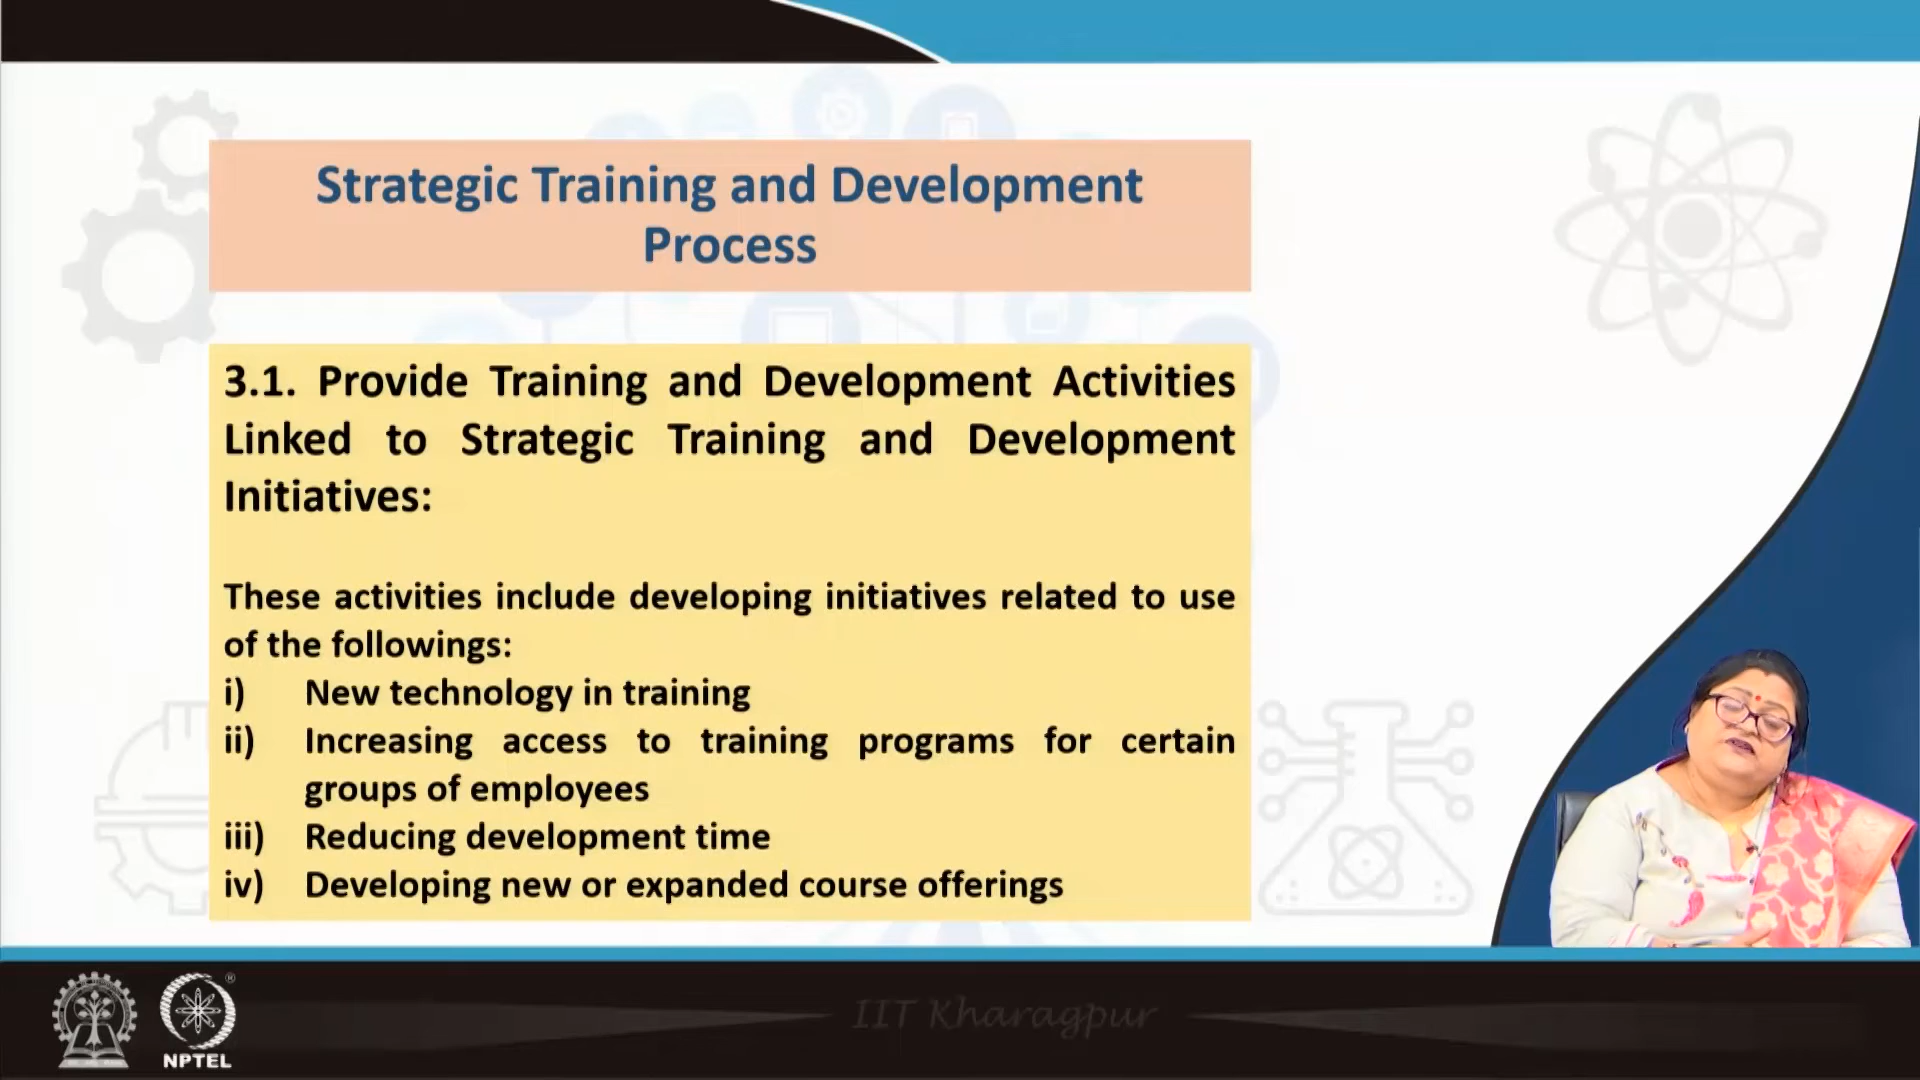 Strategic Training and Development
Process
3.1. Provide Training and Development Activities
Linked to Strategic Training and Development
Initiatives:
These activities include developing initiatives related to use
of the followings:
i) New technology in training
ii) Increasing access to training programs for certain
groups of employees
iii) Reducing development time
iv) Developing new or expanded course offerings
IIT Kharagpur
®
NPTEL